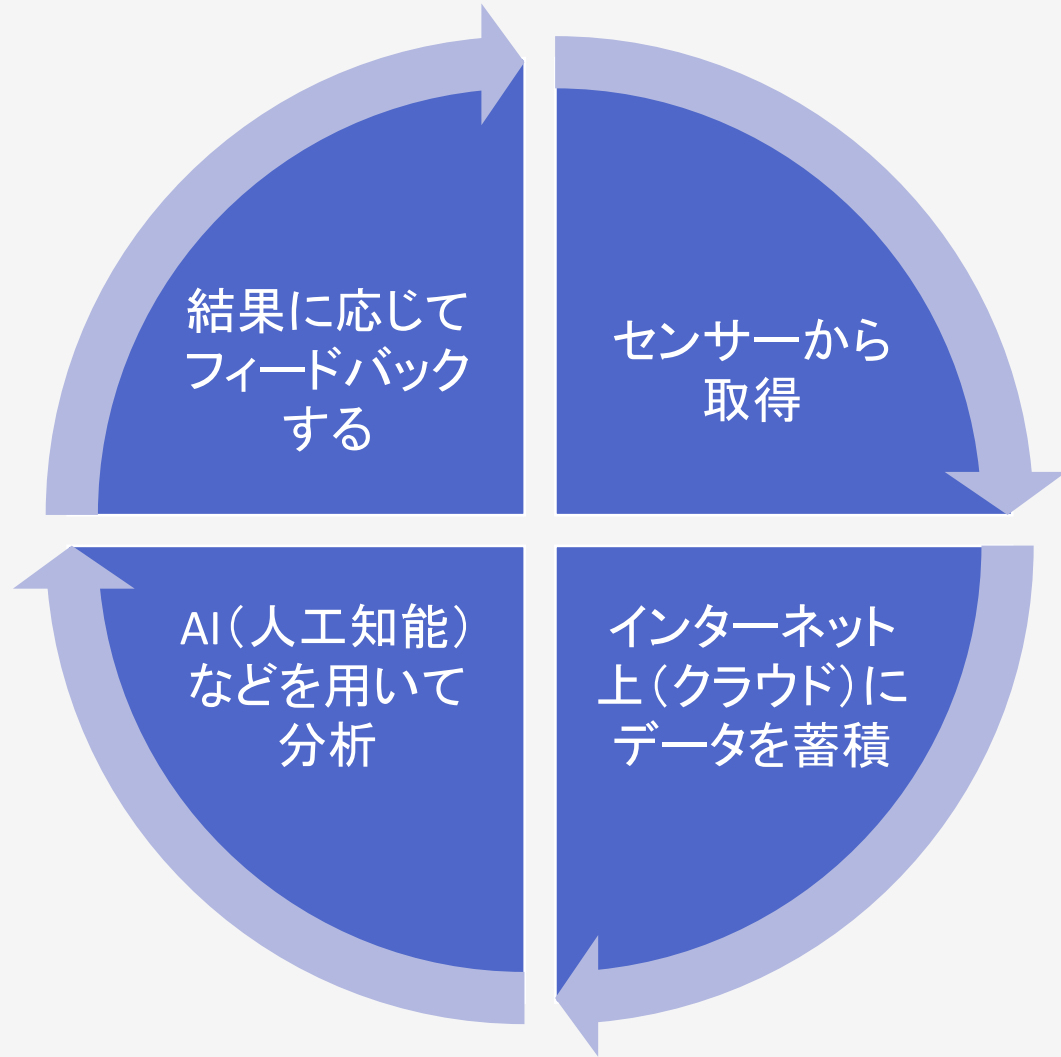 結果に応じて
フィードバック
する
センサーから
取得
AI（人工知能）
などを用いて
分析
インターネット
上（クラウド）に
データを蓄積